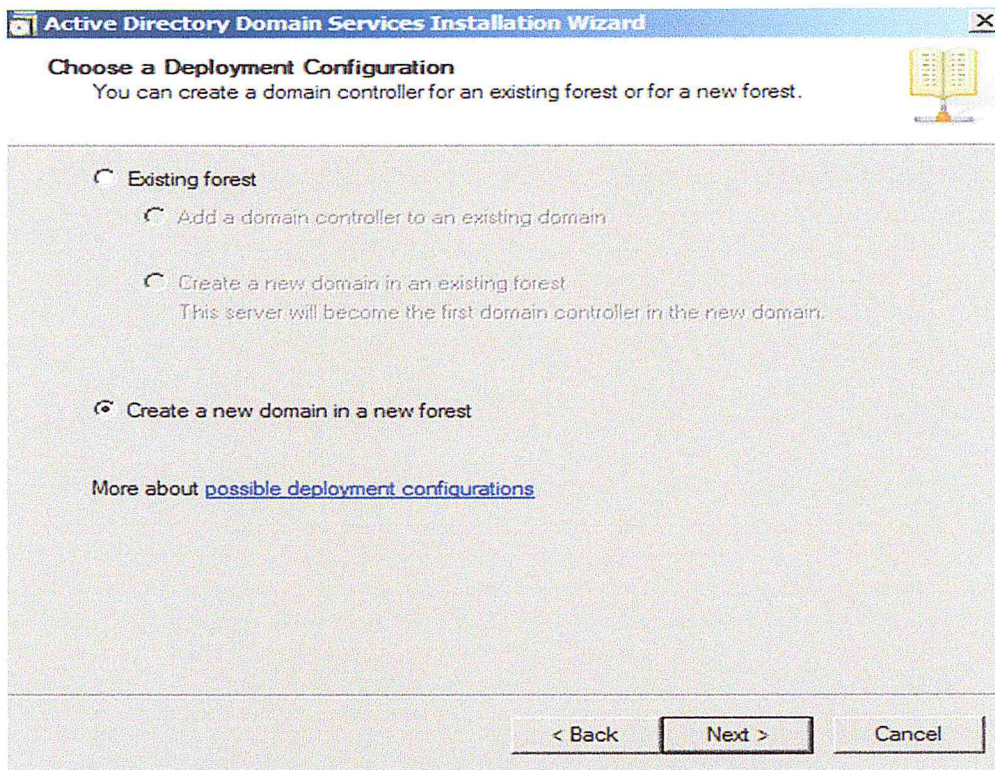 Active Directory Domain Services Installation Wizard
Choose a Deployment Configuration
You can create a domain controller for an existing forest or for a new forest.
Existing forest
Add a domain controller to an existing domain
Create a new domain in an existing forest
This server will become the first domain controller in the new domain.
Create a new domain in a new forest
More about possible deployment configurations
< Back Next > Cancel